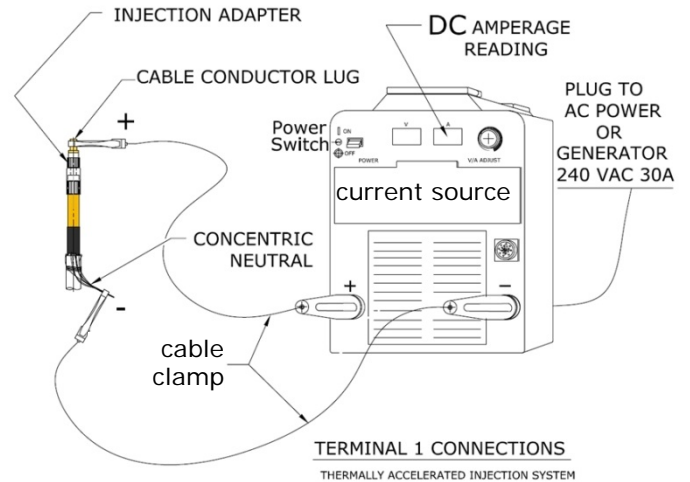 INJECTION ADAPTER
DC AMPERAGE
READING
CABLE CONDUCTOR LUG
PLUG TO
AC POWER
OR
GENERATOR
240 VAC 30A
+
Power
Switch
ON
OFF
POWER
V
A
V/A ADJUST
current source
CONCENTRIC
NEUTRAL
-
+
-
cable
clamp
TERMINAL 1 CONNECTIONS
THERMALLY ACCELERATED INJECTION SYSTEM